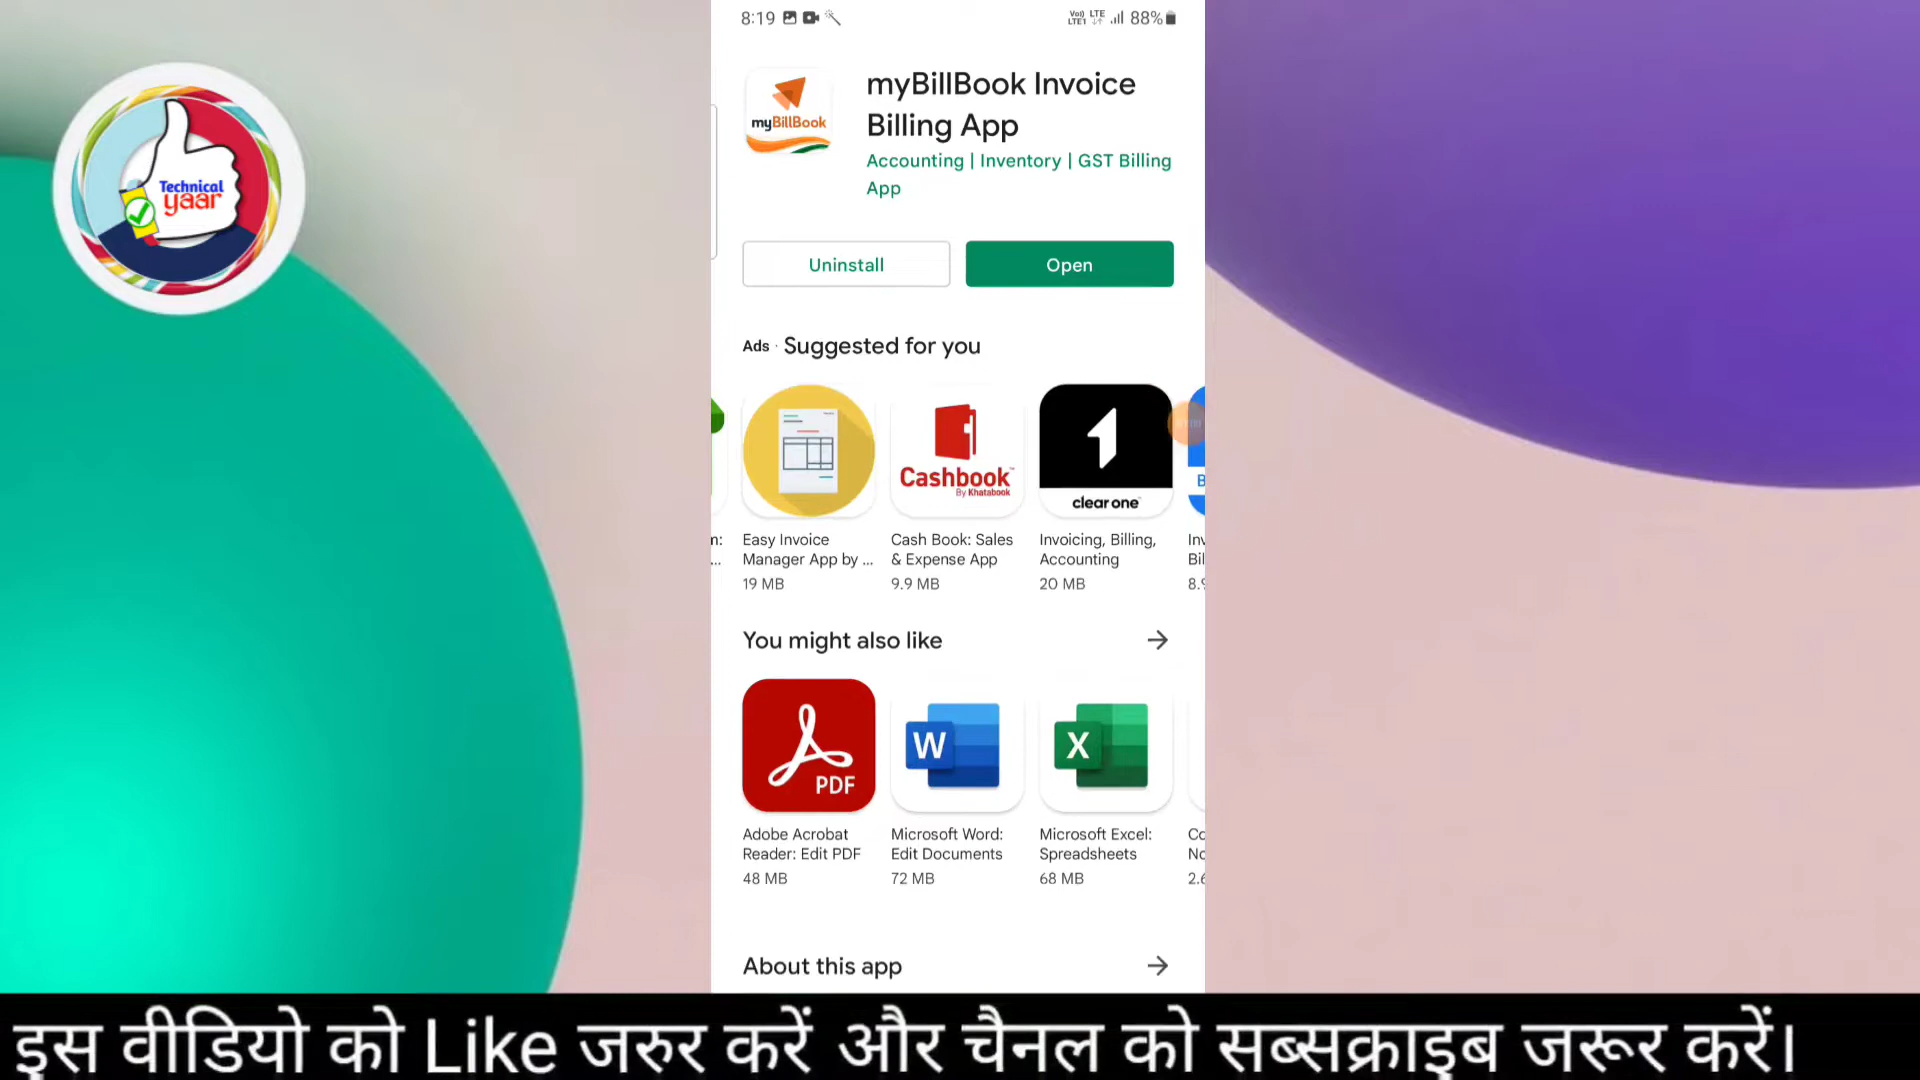 8:19
Vo)) LTE
LTE1
88%
Technical
yaar
myBillBook
myBillBook Invoice
Billing App
Accounting | Inventory | GST Billing
App
Uninstall
Open
Ads · Suggested for you
Cashbook
By Khatabook
clear one
Easy Invoice
Manager App by ...
19 MB
Cash Book: Sales
& Expense App
9.9 MB
Invoicing, Billing,
Accounting
20 MB
You might also like
PDF
W
X
Adobe Acrobat
Reader: Edit PDF
48 MB
Microsoft Word:
Edit Documents
72 MB
Microsoft Excel:
Spreadsheets
68 MB
About this app
इस वीडियो को Like जरुर करें और चैनल को सब्सक्राइब जरूर करें।